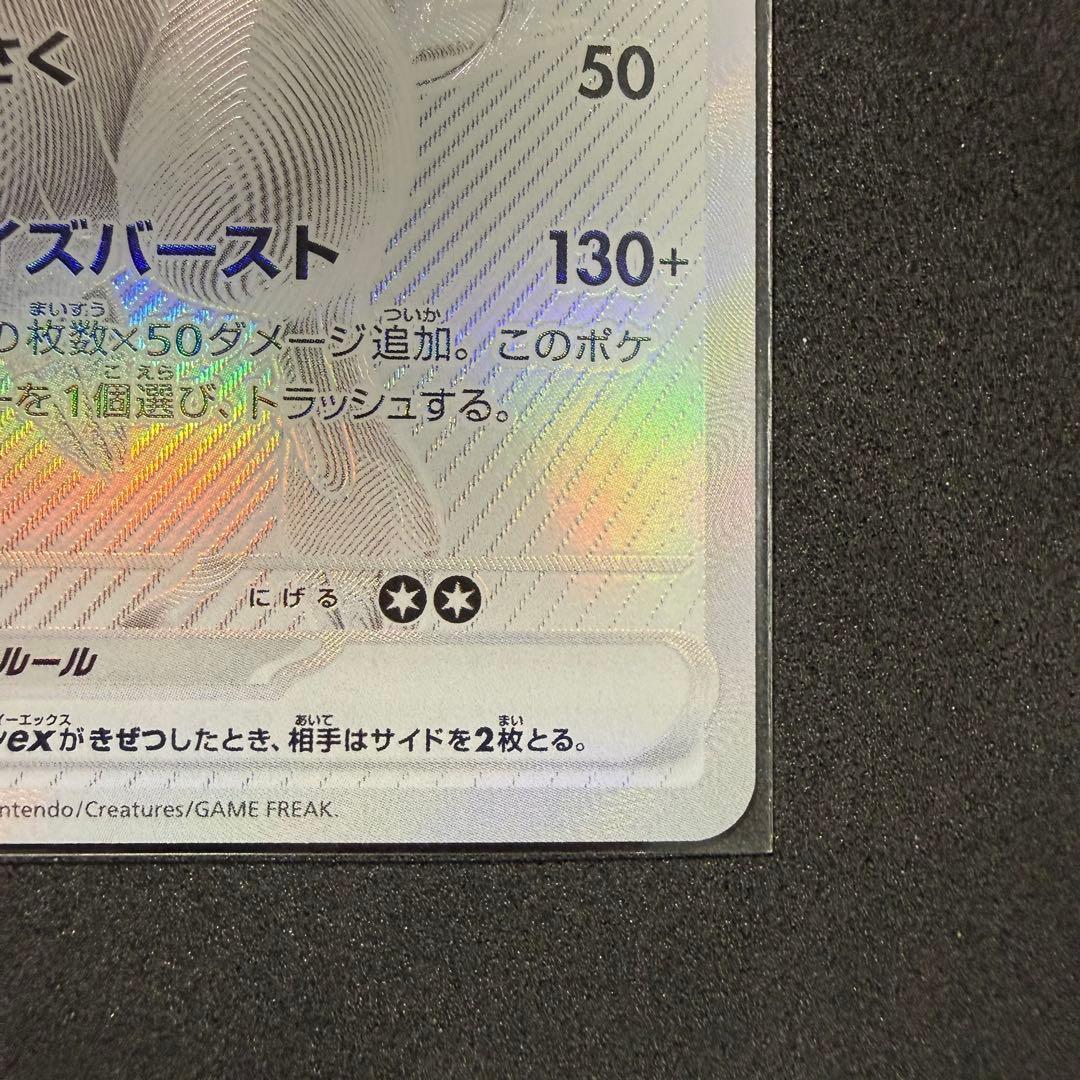 さく 50
イズバースト 130+
まいすう ついか
の枚数×50ダメージ追加。このポケ
こ えら
ーを1個選び、トラッシュする。
にげる
ルール
イーエックス あいて まい
ンexがきぜつしたとき、相手はサイドを2枚とる。
ntendo/Creatures/GAME FREAK.